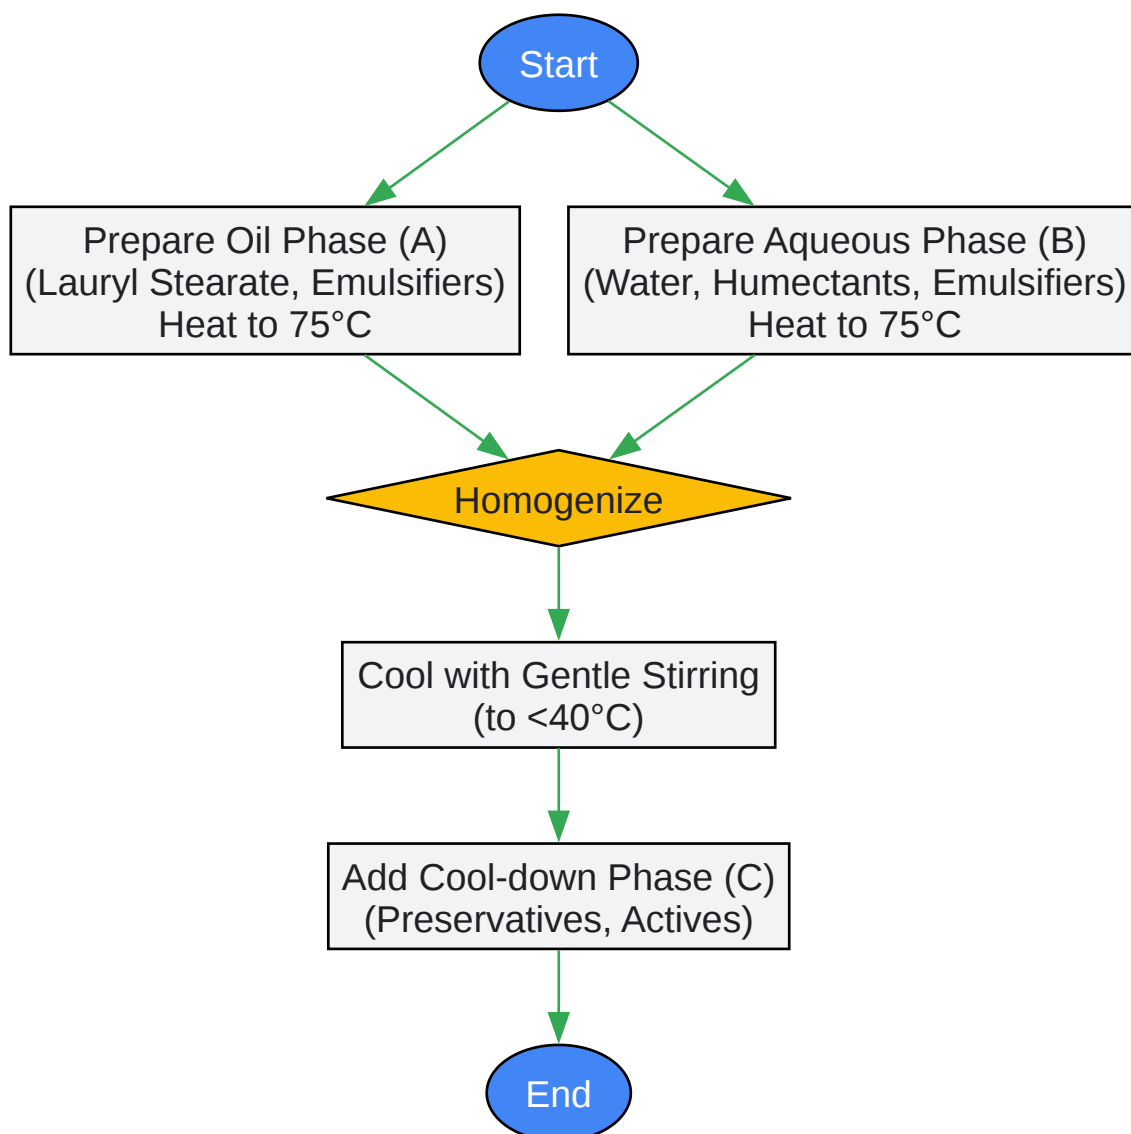 Start
Prepare Oil Phase (A)
(Lauryl Stearate, Emulsifiers)
Heat to 75°C
Prepare Aqueous Phase (B)
(Water, Humectants, Emulsifiers)
Heat to 75°C
Homogenize
Cool with Gentle Stirring
(to <40°C)
Add Cool-down Phase (C)
(Preservatives, Actives)
End